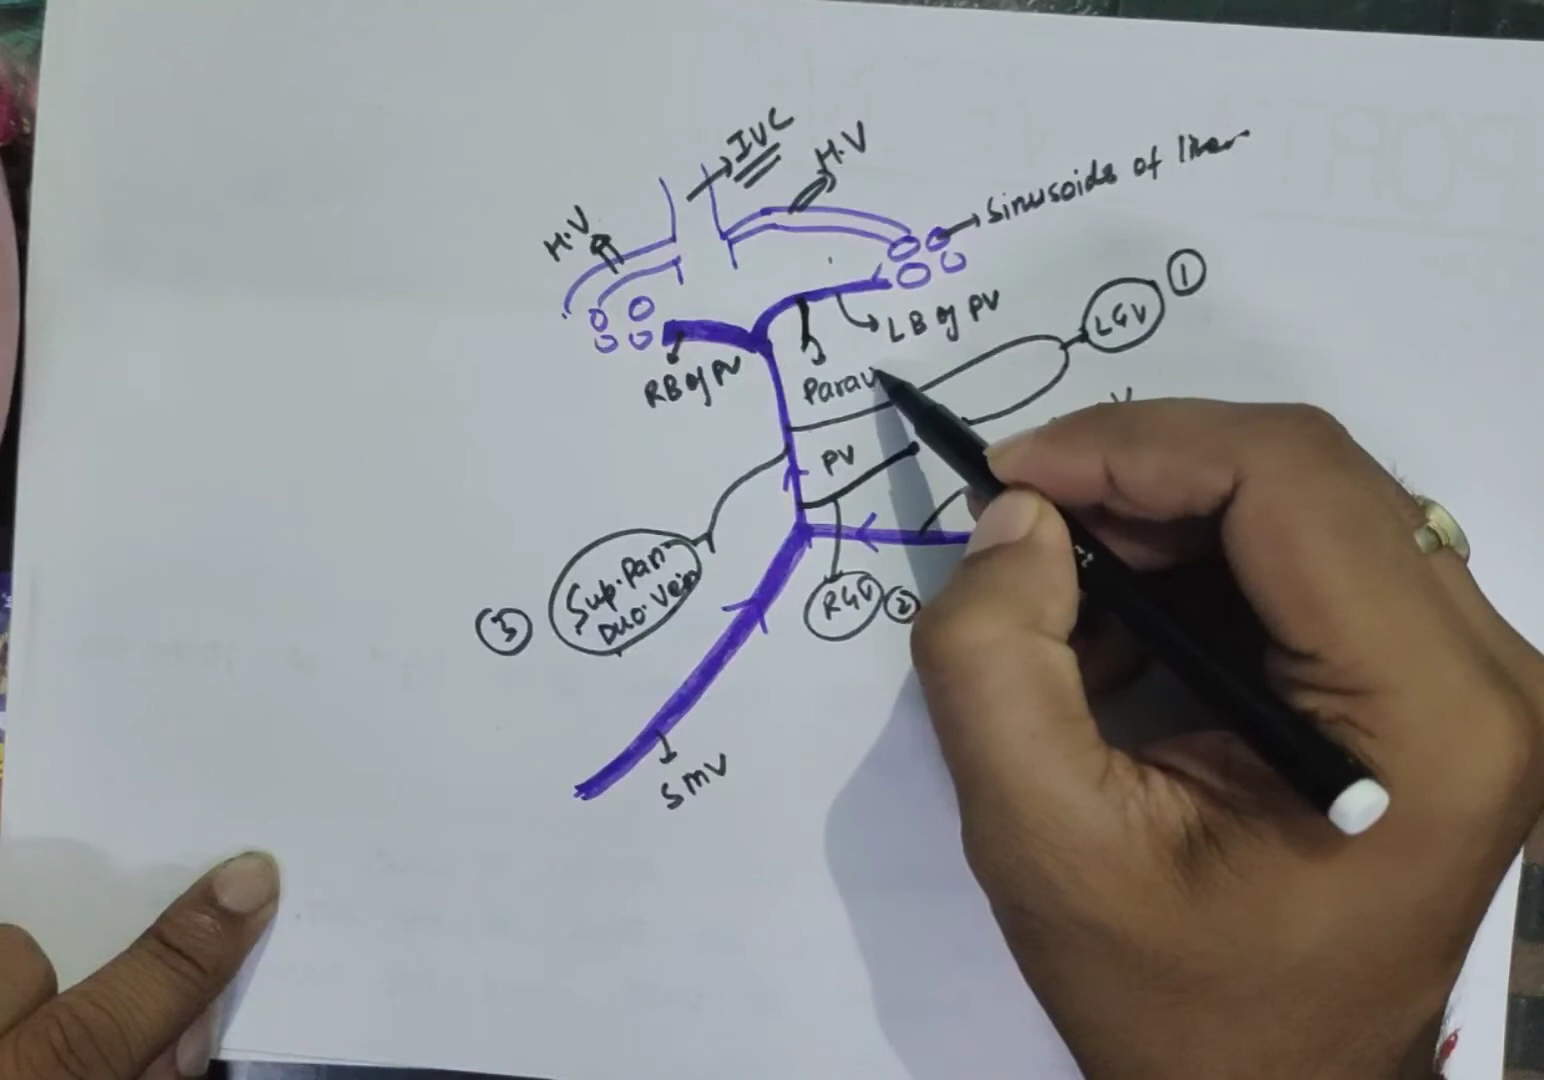 IVC
H.V
H.V
Sinusoids of liver
1
LGV
LB of PV
RB of PV
Parau
V
PV
Sup. Pan
Duo. Vein
3
RGV
2
SMV